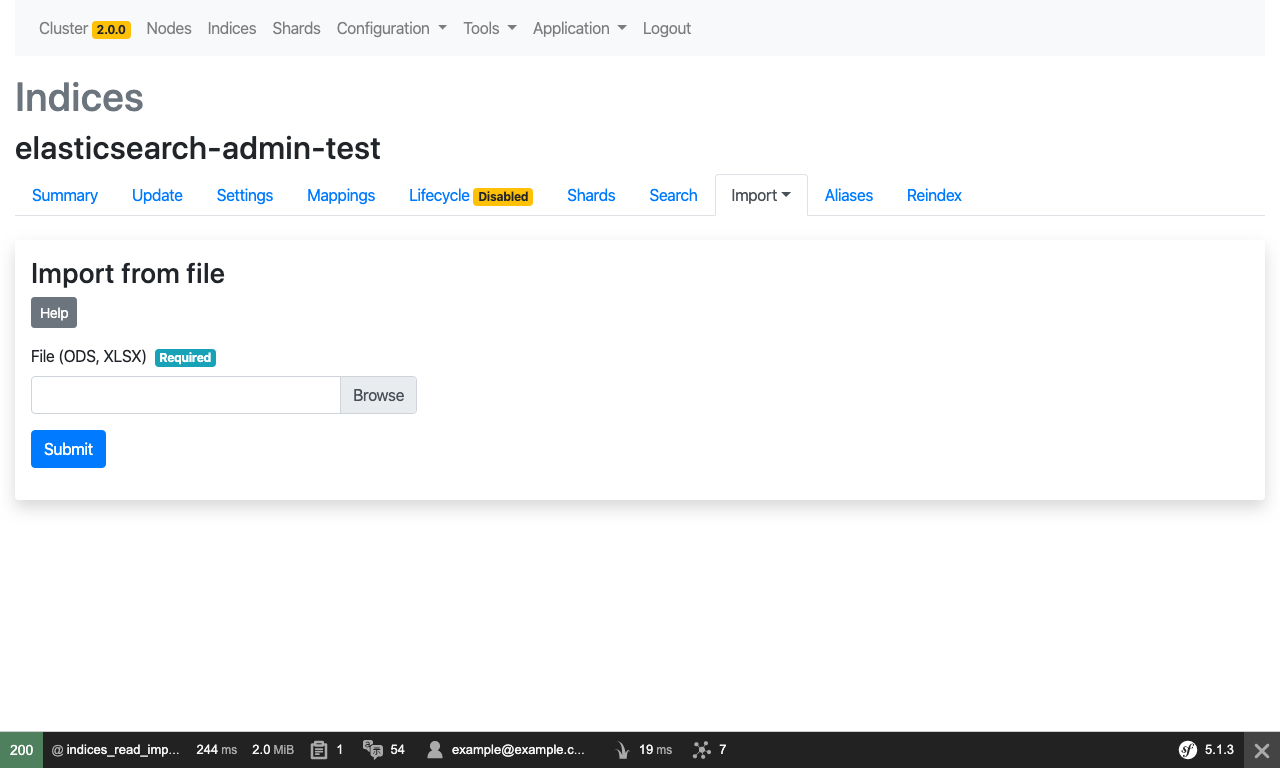 Cluster 2.0.0 Nodes Indices Shards Configuration Tools Application Logout
Indices
elasticsearch-admin-test
Summary Update Settings Mappings Lifecycle Disabled Shards Search Import Aliases Reindex
Import from file
Help
File (ODS, XLSX) Required
Browse
Submit
200 @ indices_read_imp... 244 ms 2.0 MiB 1 54 example@example.c... 19 ms 7 sf 5.1.3